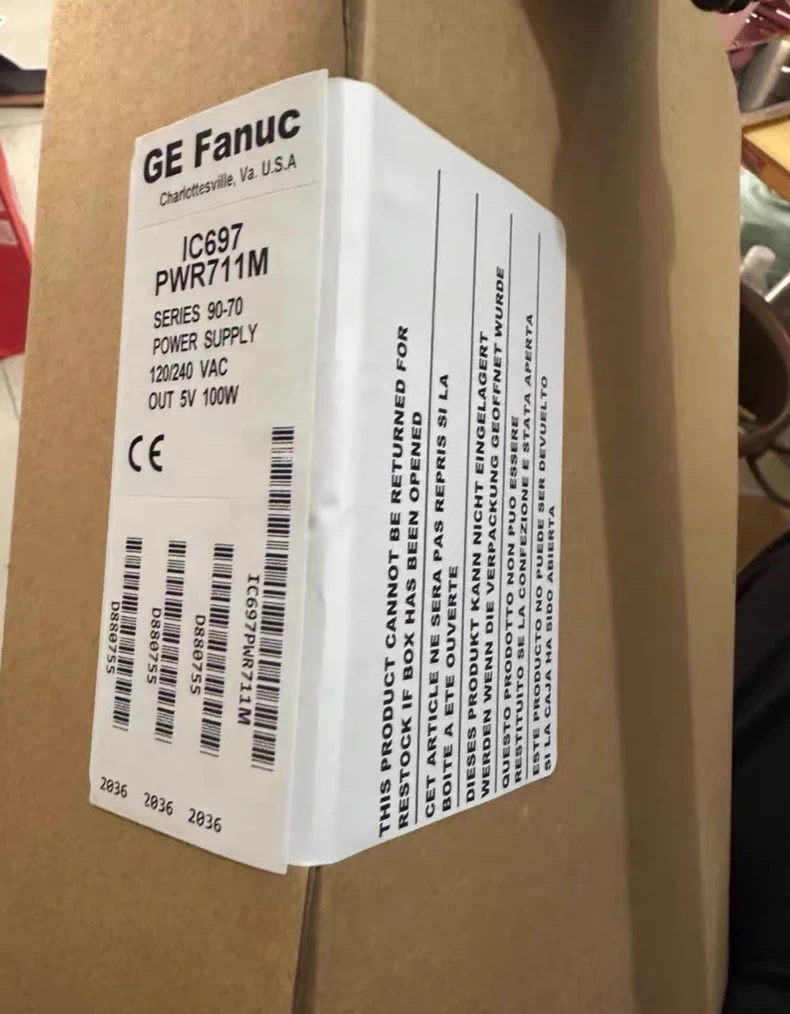 GE Fanuc
Charlottesville, Va. U.S.A
IC697
PWR711M
SERIES 90-70
POWER SUPPLY
120/240 VAC
OUT 5V 100W
CE
IC697PWR711M
D880755
D880755
D880755
2036 2036 2036
THIS PRODUCT CANNOT BE RETURNED FOR
RESTOCK IF BOX HAS BEEN OPENED
CET ARTICLE NE SERA PAS REPRIS SI LA
BOITE A ETE OUVERTE
DIESES PRODUKT KANN NICHT EINGELAGERT
WERDEN WENN DIE VERPACKUNG GEOFFNET WURDE
QUESTO PRODOTTO NON PUO ESSERE
RESTITUITO SE LA CONFEZIONE E STATA APERTA
ESTE PRODUCTO NO PUEDE SER DEVUELTO
SI LA CAJA HA SIDO ABIERTA